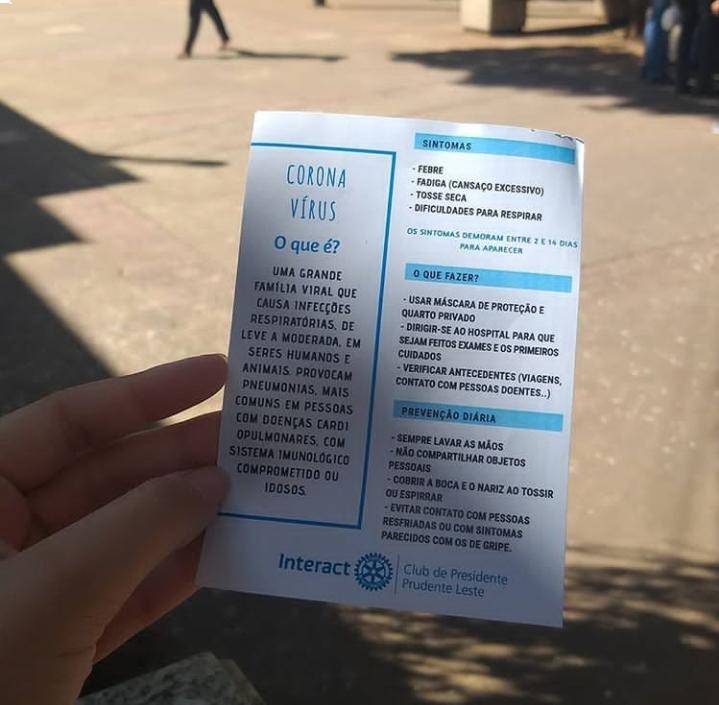 CORONA
VÍRUS
O que é?
UMA GRANDE
FAMÍLIA VIRAL QUE
CAUSA INFECÇÕES
RESPIRATÓRIAS, DE
LEVE A MODERADA, EM
SERES HUMANOS E
ANIMAIS. PROVOCAM
PNEUMONIAS, MAIS
COMUNS EM PESSOAS
COM DOENÇAS CARDI
OPULMONARES, COM
SISTEMA IMUNOLÓGICO
COMPROMETIDO OU
IDOSOS.
SINTOMAS
- FEBRE
- FADIGA (CANSAÇO EXCESSIVO)
- TOSSE SECA
- DIFICULDADES PARA RESPIRAR
OS SINTOMAS DEMORAM ENTRE 2 E 14 DIAS
PARA APARECER
O QUE FAZER?
- USAR MÁSCARA DE PROTEÇÃO E
QUARTO PRIVADO
- DIRIGIR-SE AO HOSPITAL PARA QUE
SEJAM FEITOS EXAMES E OS PRIMEIROS
CUIDADOS
- VERIFICAR ANTECEDENTES (VIAGENS,
CONTATO COM PESSOAS DOENTES..)
PREVENÇÃO DIÁRIA
- SEMPRE LAVAR AS MÃOS
- NÃO COMPARTILHAR OBJETOS
PESSOAIS
- COBRIR A BOCA E O NARIZ AO TOSSIR
OU ESPIRRAR
- EVITAR CONTATO COM PESSOAS
RESFRIADAS OU COM SINTOMAS
PARECIDOS COM OS DE GRIPE.
Interact
Club de Presidente
Prudente Leste